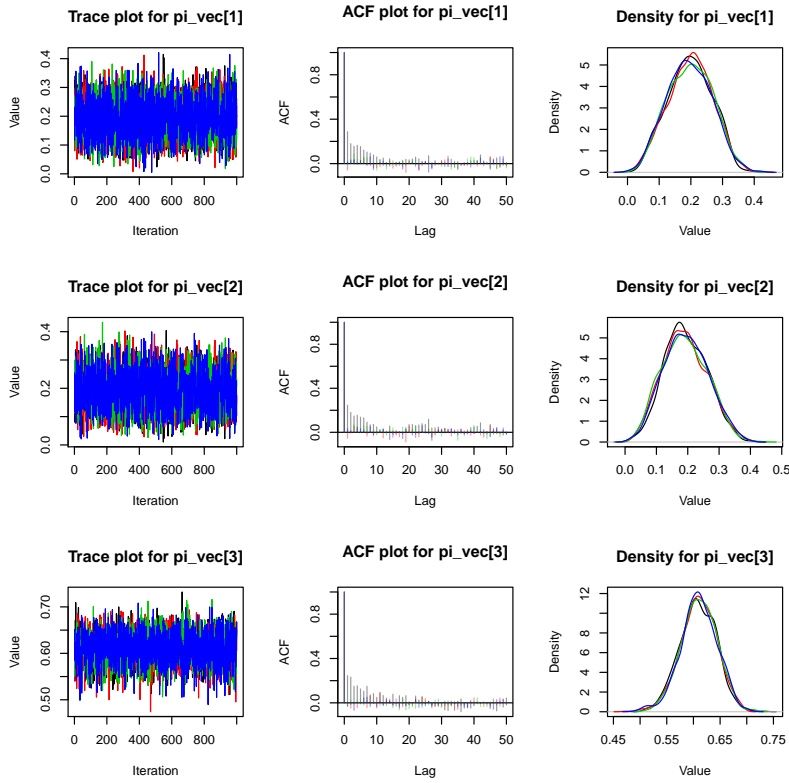 Trace plot for pi_vec[1]
Value
0.0 0.1 0.2 0.3 0.4
0 200 400 600 800
Iteration
ACF plot for pi_vec[1]
ACF
0.0 0.4 0.8
0 10 20 30 40 50
Lag
Density for pi_vec[1]
Density
0 1 2 3 4 5
0.0 0.1 0.2 0.3 0.4
Value
Trace plot for pi_vec[2]
Value
0.0 0.2 0.4
0 200 400 600 800
Iteration
ACF plot for pi_vec[2]
ACF
0.0 0.4 0.8
0 10 20 30 40 50
Lag
Density for pi_vec[2]
Density
0 1 2 3 4 5
0.0 0.1 0.2 0.3 0.4 0.5
Value
Trace plot for pi_vec[3]
Value
0.50 0.60 0.70
0 200 400 600 800
Iteration
ACF plot for pi_vec[3]
ACF
0.0 0.4 0.8
0 10 20 30 40 50
Lag
Density for pi_vec[3]
Density
0 2 4 6 8 12
0.45 0.55 0.65 0.75
Value